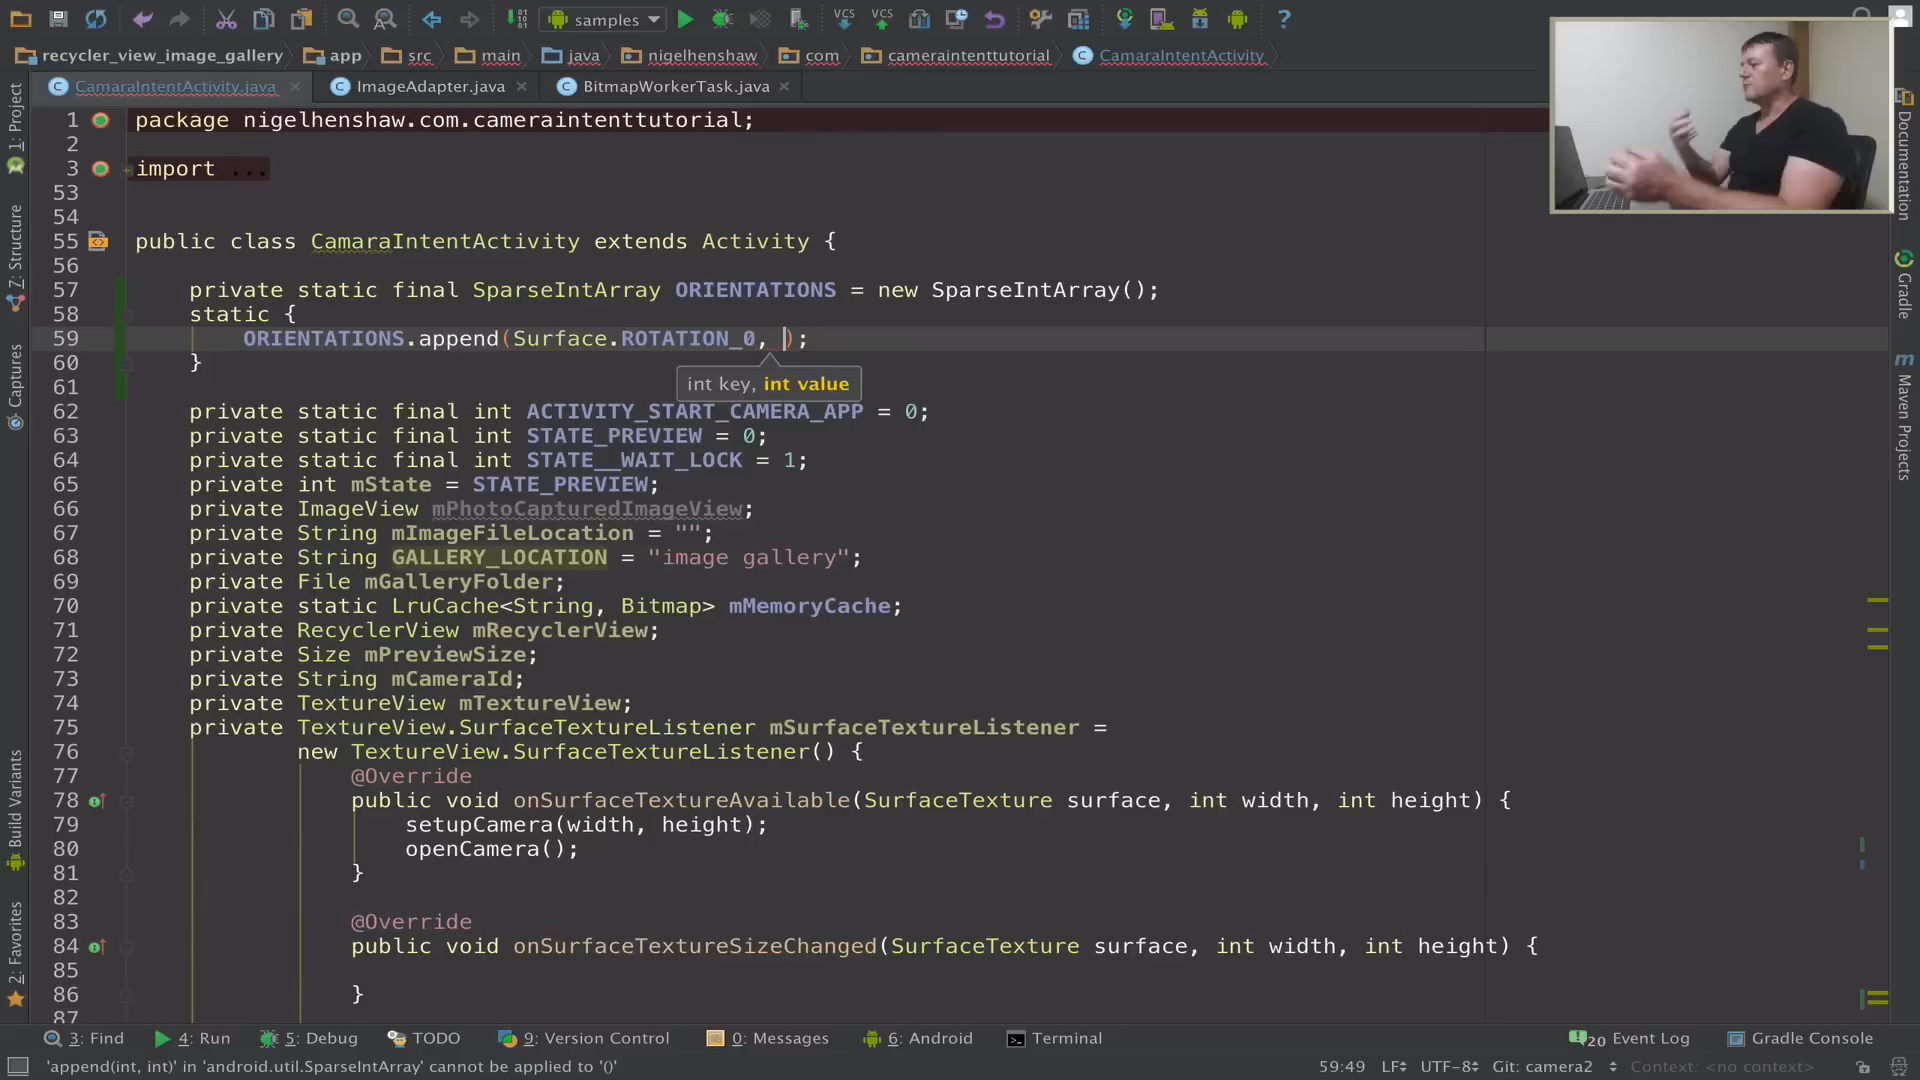 samples
recycler_view_image_gallery app src main java nigelhenshaw com cameraintenttutorial CamaraIntentActivity
CamaraIntentActivity.java ImageAdapter.java BitmapWorkerTask.java
1: Project
7: Structure
Captures
Build Variants
2: Favorites
1 package nigelhenshaw.com.cameraintenttutorial;
2
3 import ...
53
54
55 public class CamaraIntentActivity extends Activity {
56
57 private static final SparseIntArray ORIENTATIONS = new SparseIntArray();
58 static {
59 ORIENTATIONS.append(Surface.ROTATION_0, );
60 }
int key, int value
61
62 private static final int ACTIVITY_START_CAMERA_APP = 0;
63 private static final int STATE_PREVIEW = 0;
64 private static final int STATE__WAIT_LOCK = 1;
65 private int mState = STATE_PREVIEW;
66 private ImageView mPhotoCapturedImageView;
67 private String mImageFileLocation = "";
68 private String GALLERY_LOCATION = "image gallery";
69 private File mGalleryFolder;
70 private static LruCache<String, Bitmap> mMemoryCache;
71 private RecyclerView mRecyclerView;
72 private Size mPreviewSize;
73 private String mCameraId;
74 private TextureView mTextureView;
75 private TextureView.SurfaceTextureListener mSurfaceTextureListener =
76 new TextureView.SurfaceTextureListener() {
77 @Override
78 public void onSurfaceTextureAvailable(SurfaceTexture surface, int width, int height) {
79 setupCamera(width, height);
80 openCamera();
81 }
82
83 @Override
84 public void onSurfaceTextureSizeChanged(SurfaceTexture surface, int width, int height) {
85
86 }
87
Documentation
Gradle
Maven Projects
3: Find 4: Run 5: Debug TODO 9: Version Control 0: Messages 6: Android Terminal 20 Event Log Gradle Console
'append(int, int)' in 'android.util.SparseIntArray' cannot be applied to '()' 59:49 LF UTF-8 Git: camera2 Context: <no context>